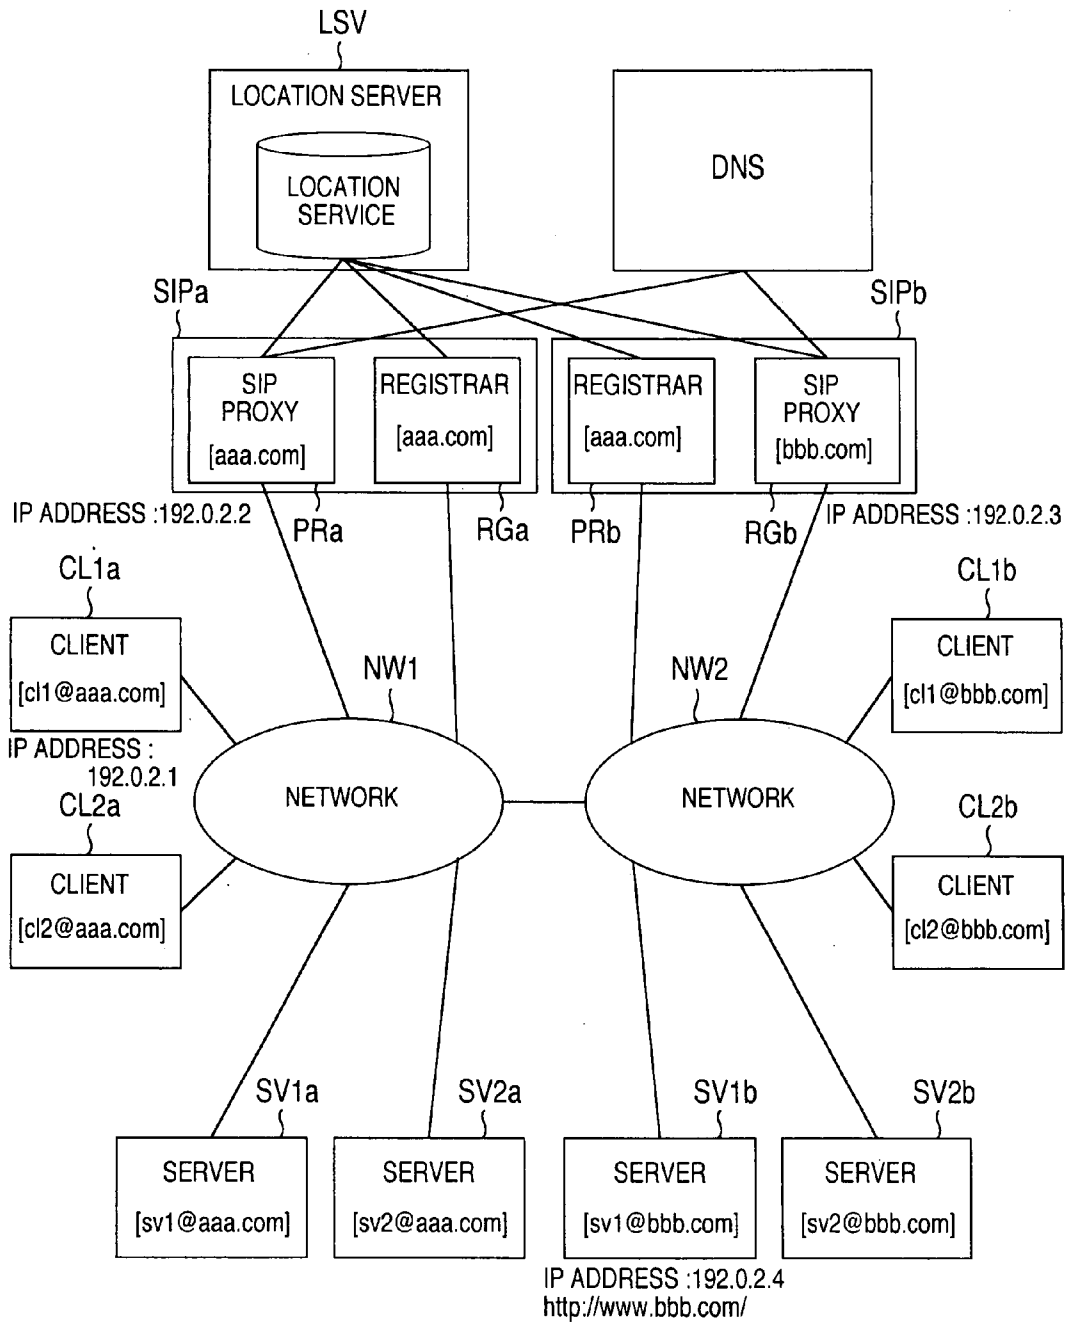 LSV
LOCATION SERVER
LOCATION
SERVICE
DNS
SIPa
SIPb
SIP
PROXY
[aaa.com]
REGISTRAR
[aaa.com]
REGISTRAR
[aaa.com]
SIP
PROXY
[bbb.com]
IP ADDRESS :192.0.2.2
PRa
RGa
PRb
RGb
IP ADDRESS :192.0.2.3
CL1a
CLIENT
[cl1@aaa.com]
IP ADDRESS :
192.0.2.1
CL1b
CLIENT
[cl1@bbb.com]
NW1
NETWORK
NW2
NETWORK
CL2a
CLIENT
[cl2@aaa.com]
CL2b
CLIENT
[cl2@bbb.com]
SV1a
SERVER
[sv1@aaa.com]
SV2a
SERVER
[sv2@aaa.com]
SV1b
SERVER
[sv1@bbb.com]
IP ADDRESS :192.0.2.4
http://www.bbb.com/
SV2b
SERVER
[sv2@bbb.com]